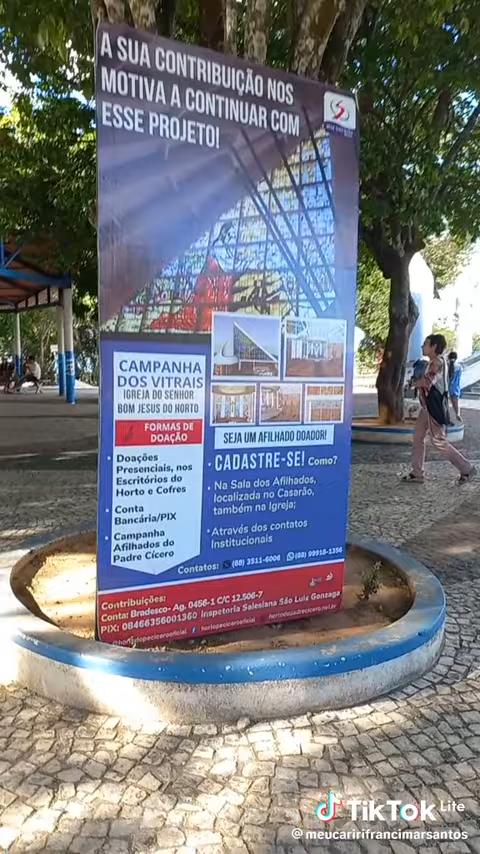 A SUA CONTRIBUIÇÃO NOS
MOTIVA A CONTINUAR COM
ESSE PROJETO!
CAMPANHA
DOS VITRAIS
IGREJA DO SENHOR
BOM JESUS DO HORTO
FORMAS DE
DOAÇÃO
• Doações
Presenciais, nos
Escritórios do
Horto e Cofres
• Conta
Bancária/PIX
• Campanha
Afilhados do
Padre Cícero
SEJA UM AFILHADO DOADOR!
• CADASTRE-SE! Como?
• Na Sala dos Afilhados,
localizada no Casarão,
também na Igreja;
• Através dos contatos
Institucionais
Contatos: (88) 3511-6006 (88) 99918-1356
Contribuições:
Conta: Bradesco- Ag. 0456-1 C/C 12.506-7
PIX: 08466356001360 Inspetoria Salesiana São Luiz Gonzaga
TikTok Lite
@ meucaririfrancimarsantos